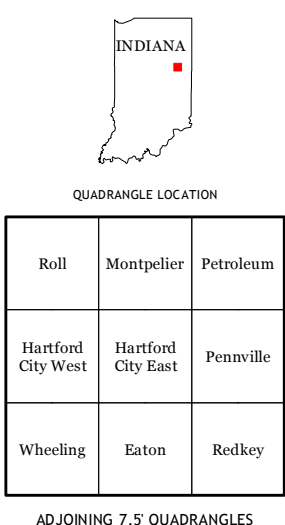 INDIANA
QUADRANGLE LOCATION
Roll Montpelier Petroleum
Hartford City West
Hartford City East
Pennville
Wheeling Eaton Redkey
ADJOINING 7.5' QUADRANGLES